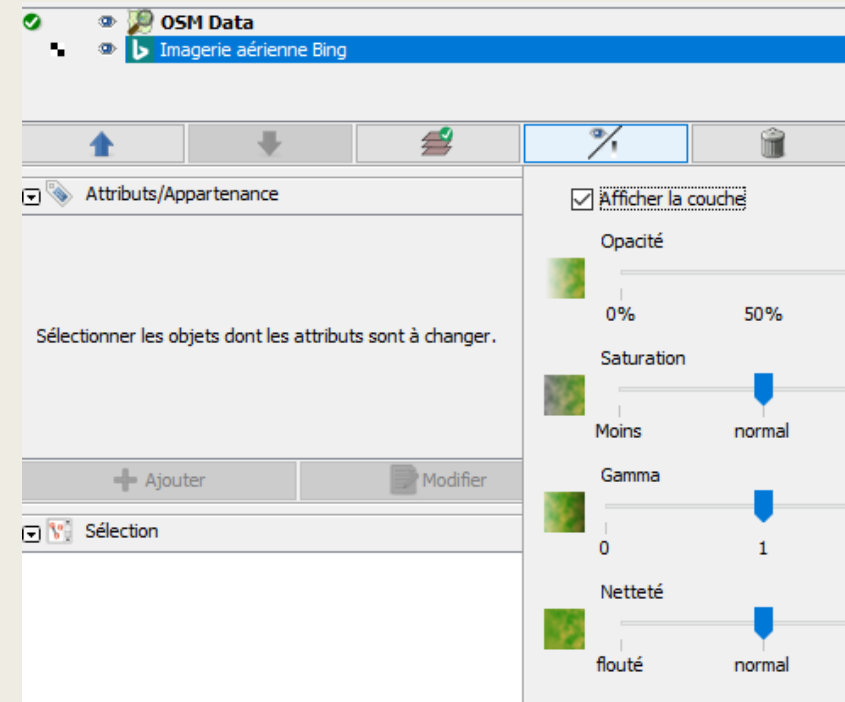 OSM Data
Imagerie aérienne Bing
Attributs/Appartenance
Sélectionner les objets dont les attributs sont à changer.
Ajouter
Modifier
Sélection
Afficher la couche
Opacité
0% 50%
Saturation
Moins normal
Gamma
0 1
Netteté
flouté normal